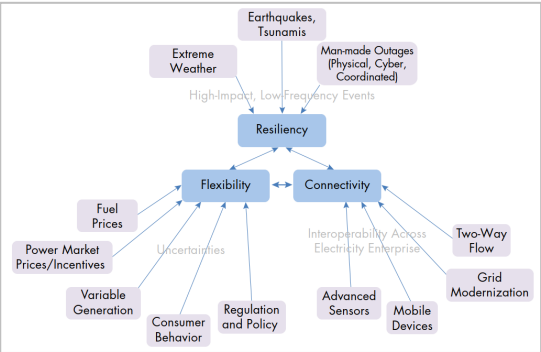 Earthquakes,
Tsunamis
Extreme
Weather
Man-made Outages
(Physical, Cyber,
Coordinated)
High-Impact, Low-Frequency Events
Resiliency
Flexibility
Connectivity
Fuel
Prices
Power Market
Prices/Incentives
Uncertainties
Variable
Generation
Consumer
Behavior
Regulation
and Policy
Interoperability Across
Electricity Enterprise
Two-Way
Flow
Grid
Modernization
Advanced
Sensors
Mobile
Devices